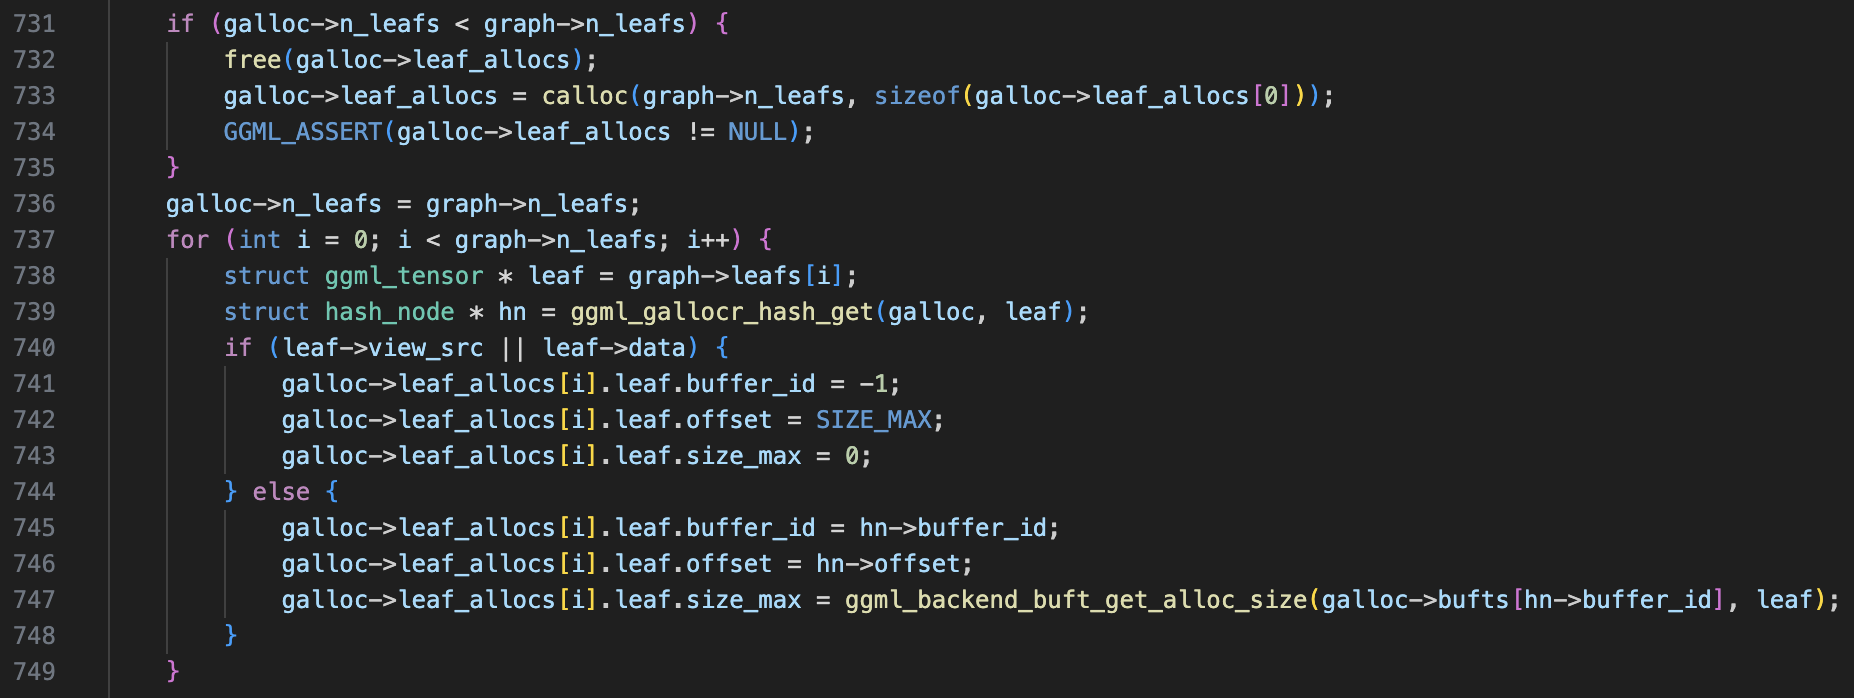 731 if (galloc->n_leafs < graph->n_leafs) {
732 free(galloc->leaf_allocs);
733 galloc->leaf_allocs = calloc(graph->n_leafs, sizeof(galloc->leaf_allocs[0]));
734 GGML_ASSERT(galloc->leaf_allocs != NULL);
735 }
736 galloc->n_leafs = graph->n_leafs;
737 for (int i = 0; i < graph->n_leafs; i++) {
738 struct ggml_tensor * leaf = graph->leafs[i];
739 struct hash_node * hn = ggml_gallocr_hash_get(galloc, leaf);
740 if (leaf->view_src || leaf->data) {
741 galloc->leaf_allocs[i].leaf.buffer_id = -1;
742 galloc->leaf_allocs[i].leaf.offset = SIZE_MAX;
743 galloc->leaf_allocs[i].leaf.size_max = 0;
744 } else {
745 galloc->leaf_allocs[i].leaf.buffer_id = hn->buffer_id;
746 galloc->leaf_allocs[i].leaf.offset = hn->offset;
747 galloc->leaf_allocs[i].leaf.size_max = ggml_backend_buft_get_alloc_size(galloc->bufts[hn->buffer_id], leaf);
748 }
749 }